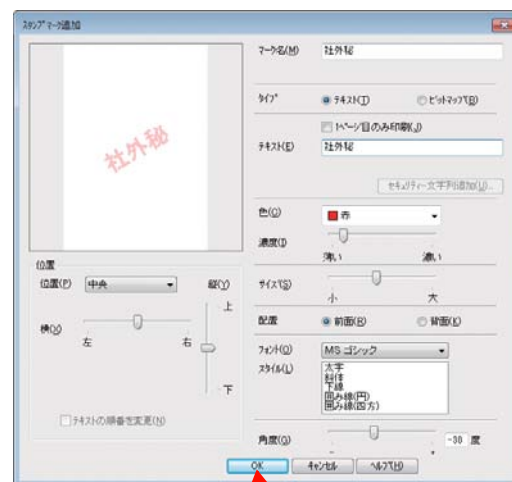 ｽﾀﾝﾌﾟﾏｰｸ追加
社外秘
位置
位置(P) 中央 縦(Y)
上
横(X)
左 右
下
テキストの順番を変更(N)
マーク名(M) 社外秘
タイプ テキスト(T) ビットマップ(B)
1ページ目のみ印刷(J)
テキスト(E) 社外秘
セキュリティー文字列追加(U)...
色(C) 赤
濃度(I)
薄い 濃い
サイズ(S)
小 大
配置 前面(R) 背面(K)
フォント(O) MS ゴシック
スタイル(L) 太字
斜体
下線
囲み線(円)
囲み線(四方)
角度(G) -30 度
OK キャンセル ヘルプ(H)